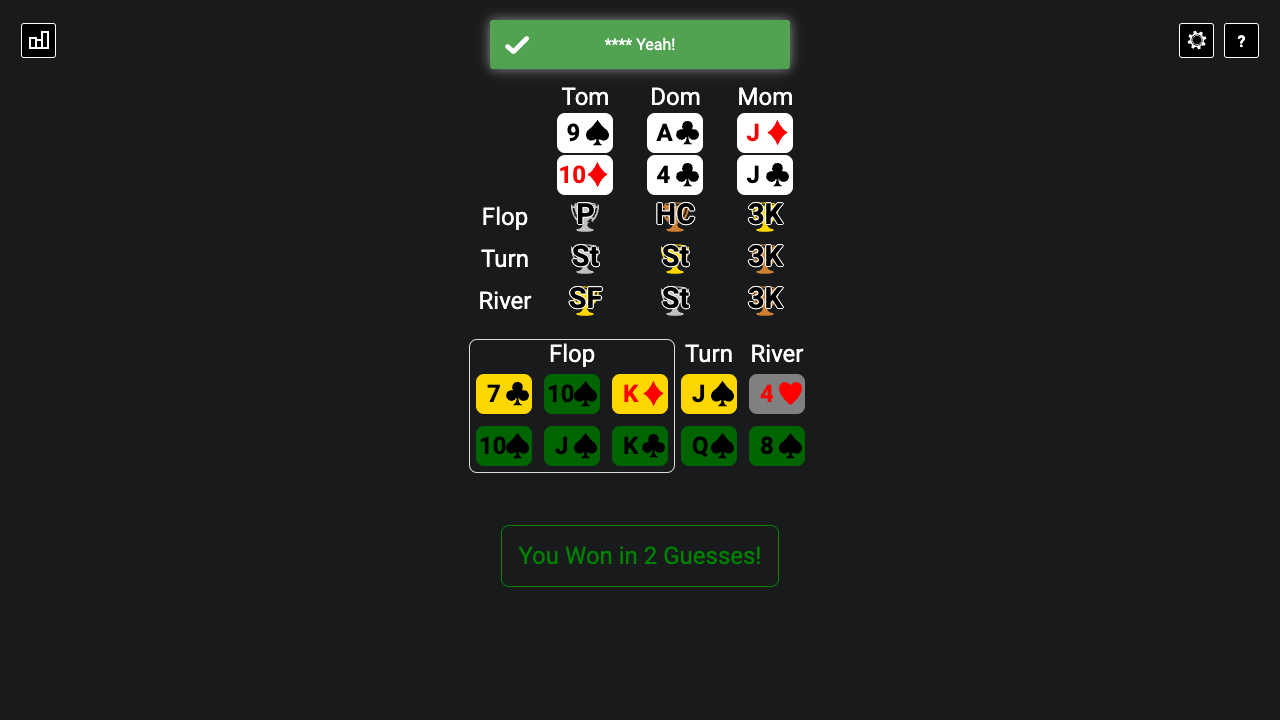 **** Yeah!
?
Tom Dom Mom
9♠ A♣ J♦
10♦ 4♣ J♣
Flop P HC 3K
Turn St St 3K
River SF St 3K
Flop Turn River
7♣ 10♠ K♦ J♠ 4♥
10♠ J♠ K♣ Q♠ 8♠
You Won in 2 Guesses!